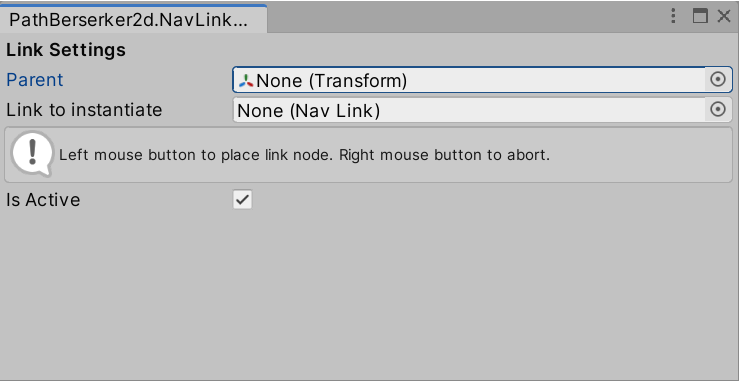 PathBerserker2d.NavLink...
Link Settings
Parent None (Transform)
Link to instantiate None (Nav Link)
Left mouse button to place link node. Right mouse button to abort.
Is Active